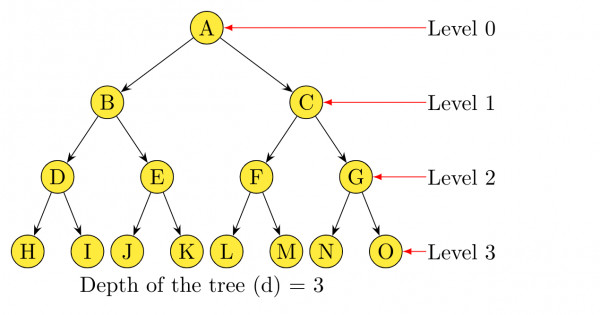 A Level 0
B C Level 1
D E F G Level 2
H I J K L M N O Level 3
Depth of the tree (d) = 3